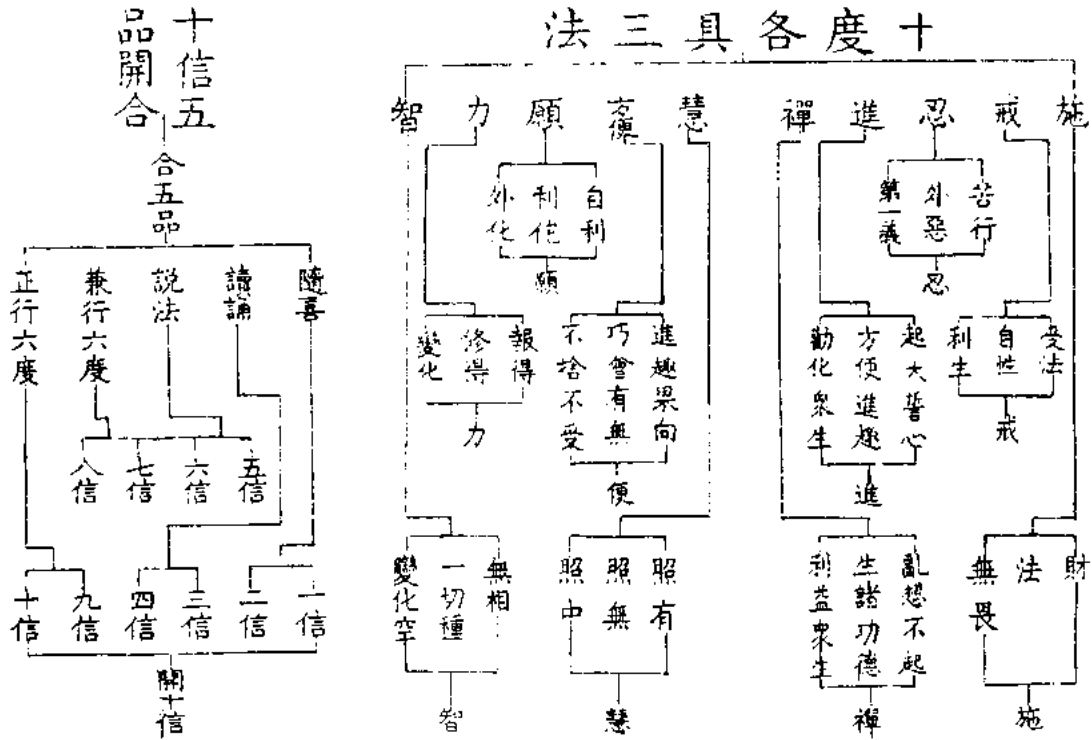 十度各具三法
施
戒
忍
進
禪
慧
方便
願
力
智
苦行
外惡
第一義
忍
自利
利他
外化
願
受法
自性
利生
戒
起大誓心
方便進趣
勸化衆生
進
進趣果向
巧會有無
不捨不受
便
報得
修得
變化
力
財
法
無畏
施
亂想不起
生諸功德
利益衆生
禪
照有
照無
照中
慧
無相
一切種
變化空
智
十信五
品開合
合五品
隨喜
讀誦
說法
兼行六度
正行六度
五信
六信
七信
八信
一信
二信
三信
四信
九信
十信
開十信